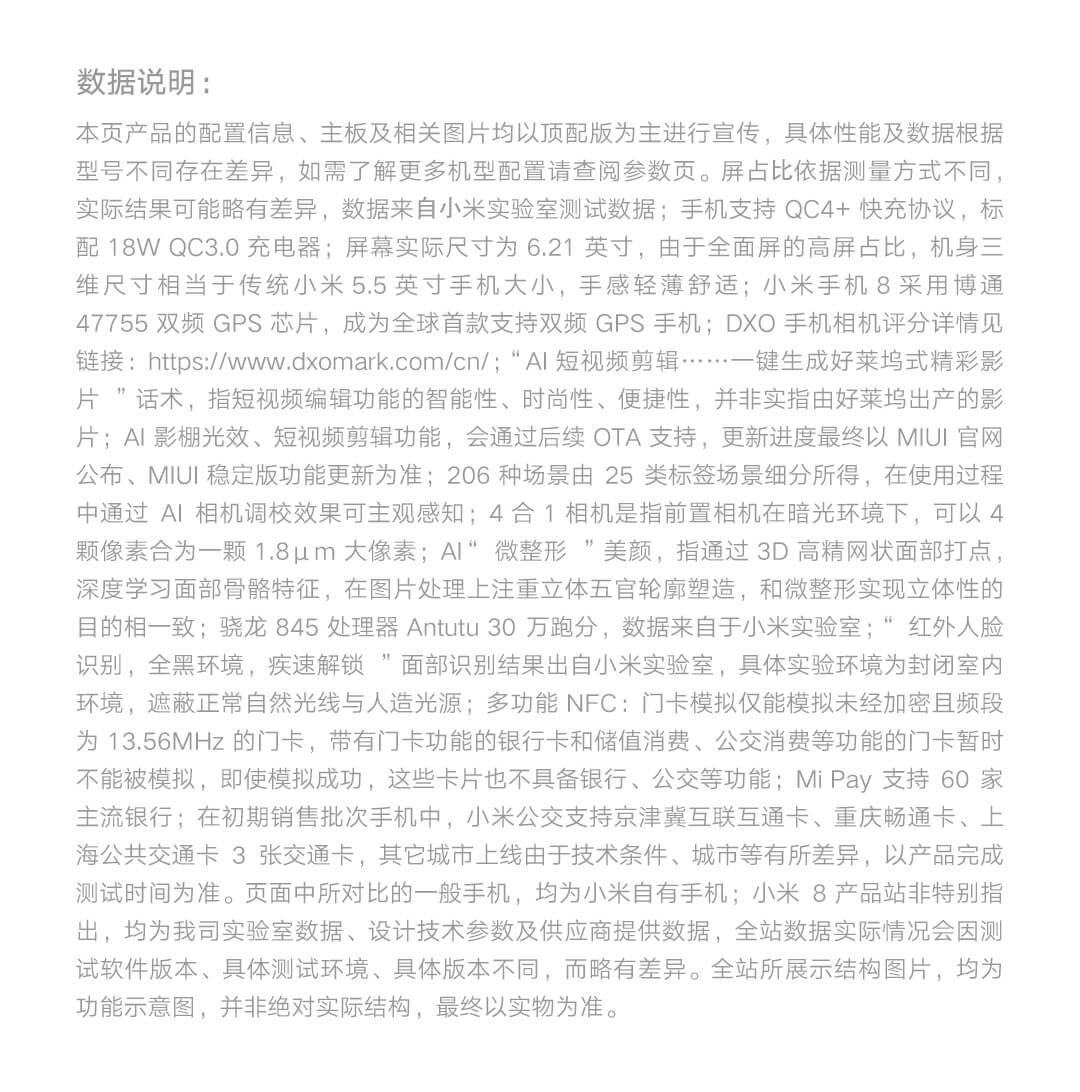 数据说明：
本页产品的配置信息、主板及相关图片均以顶配版为主进行宣传，具体性能及数据根据
型号不同存在差异，如需了解更多机型配置请查阅参数页。屏占比依据测量方式不同，
实际结果可能略有差异，数据来自小米实验室测试数据；手机支持 QC4+ 快充协议，标
配 18W QC3.0 充电器；屏幕实际尺寸为 6.21 英寸，由于全面屏的高屏占比，机身三
维尺寸相当于传统小米 5.5 英寸手机大小，手感轻薄舒适；小米手机 8 采用博通
47755 双频 GPS 芯片，成为全球首款支持双频 GPS 手机；DXO 手机相机评分详情见
链接：https://www.dxomark.com/cn/；“AI 短视频剪辑……一键生成好莱坞式精彩影
片 ”话术，指短视频编辑功能的智能性、时尚性、便捷性，并非实指由好莱坞出产的影
片；AI 影棚光效、短视频剪辑功能，会通过后续 OTA 支持，更新进度最终以 MIUI 官网
公布、MIUI 稳定版功能更新为准；206 种场景由 25 类标签场景细分所得，在使用过程
中通过 AI 相机调校效果可主观感知；4 合 1 相机是指前置相机在暗光环境下，可以 4
颗像素合为一颗 1.8μm 大像素；AI“ 微整形 ”美颜，指通过 3D 高精网状面部打点，
深度学习面部骨骼特征，在图片处理上注重立体五官轮廓塑造，和微整形实现立体性的
目的相一致；骁龙 845 处理器 Antutu 30 万跑分，数据来自于小米实验室；“ 红外人脸
识别，全黑环境，疾速解锁 ”面部识别结果出自小米实验室，具体实验环境为封闭室内
环境，遮蔽正常自然光线与人造光源；多功能 NFC：门卡模拟仅能模拟未经加密且频段
为 13.56MHz 的门卡，带有门卡功能的银行卡和储值消费、公交消费等功能的门卡暂时
不能被模拟，即使模拟成功，这些卡片也不具备银行、公交等功能；Mi Pay 支持 60 家
主流银行；在初期销售批次手机中，小米公交支持京津冀互联互通卡、重庆畅通卡、上
海公共交通卡 3 张交通卡，其它城市上线由于技术条件、城市等有所差异，以产品完成
测试时间为准。页面中所对比的一般手机，均为小米自有手机；小米 8 产品站非特别指
出，均为我司实验室数据、设计技术参数及供应商提供数据，全站数据实际情况会因测
试软件版本、具体测试环境、具体版本不同，而略有差异。全站所展示结构图片，均为
功能示意图，并非绝对实际结构，最终以实物为准。